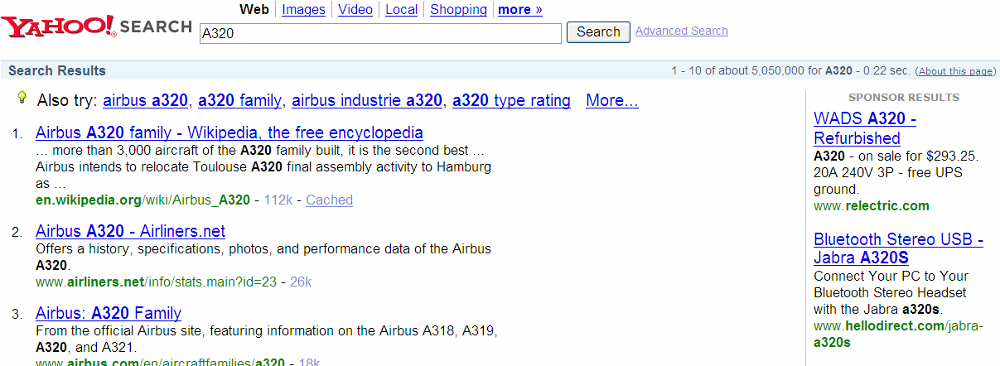 Web | Images | Video | Local | Shopping | more »
YAHOO! SEARCH
A320
Search
Advanced Search
Search Results
1 - 10 of about 5,050,000 for A320 - 0.22 sec. (About this page)
Also try: airbus a320, a320 family, airbus industrie a320, a320 type rating More...
1. Airbus A320 family - Wikipedia, the free encyclopedia
... more than 3,000 aircraft of the A320 family built, it is the second best ...
Airbus intends to relocate Toulouse A320 final assembly activity to Hamburg
as ...
en.wikipedia.org/wiki/Airbus_A320 - 112k - Cached
2. Airbus A320 - Airliners.net
Offers a history, specifications, photos, and performance data of the Airbus
A320.
www.airliners.net/info/stats.main?id=23 - 26k
3. Airbus: A320 Family
From the official Airbus site, featuring information on the Airbus A318, A319,
A320, and A321.
www.airbus.com/en/aircraftfamilies/a320 - 18k
SPONSOR RESULTS
WADS A320 -
Refurbished
A320 - on sale for $293.25.
20A 240V 3P - free UPS
ground.
www.relectric.com
Bluetooth Stereo USB -
Jabra A320S
Connect Your PC to Your
Bluetooth Stereo Headset
with the Jabra a320s.
www.hellodirect.com/jabra-
a320s